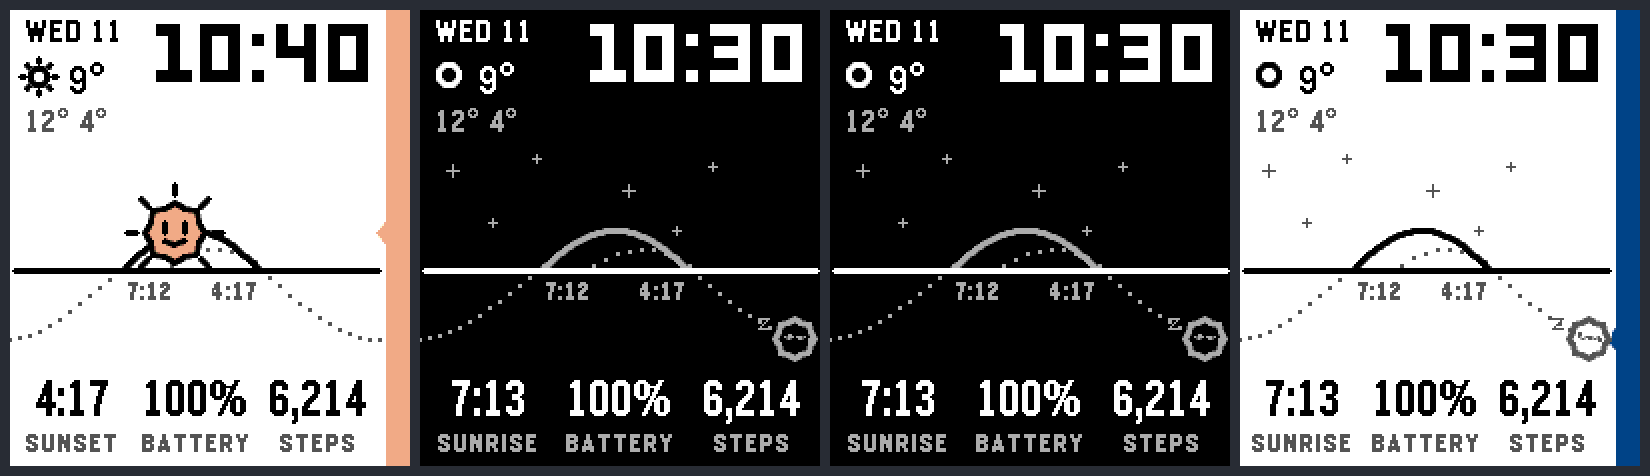 WED 11
10:40
9°
12° 4°
7:12 4:17
4:17 100% 6,214
SUNSET BATTERY STEPS
WED 11
10:30
9°
12° 4°
7:12 4:17
z
7:13 100% 6,214
SUNRISE BATTERY STEPS
WED 11
10:30
9°
12° 4°
7:12 4:17
z
7:13 100% 6,214
SUNRISE BATTERY STEPS
WED 11
10:30
9°
12° 4°
7:12 4:17
z
7:13 100% 6,214
SUNRISE BATTERY STEPS